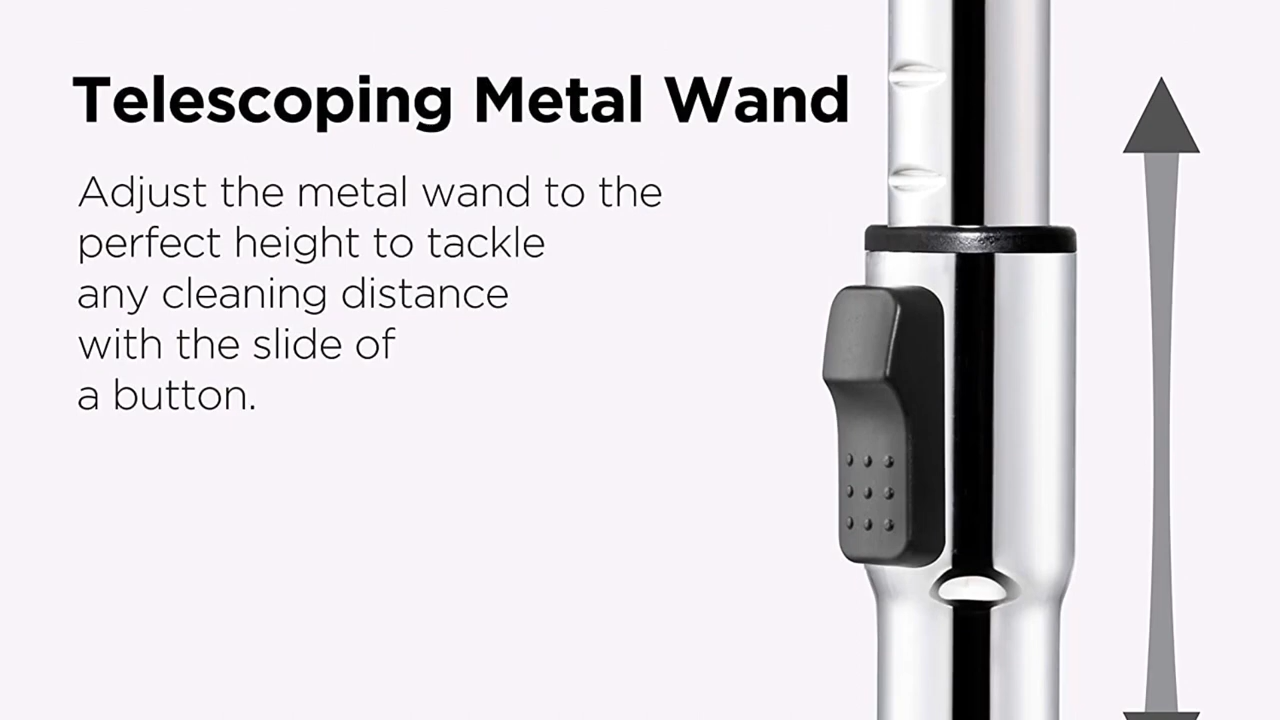 Telescoping Metal Wand
Adjust the metal wand to the
perfect height to tackle
any cleaning distance
with the slide of
a button.